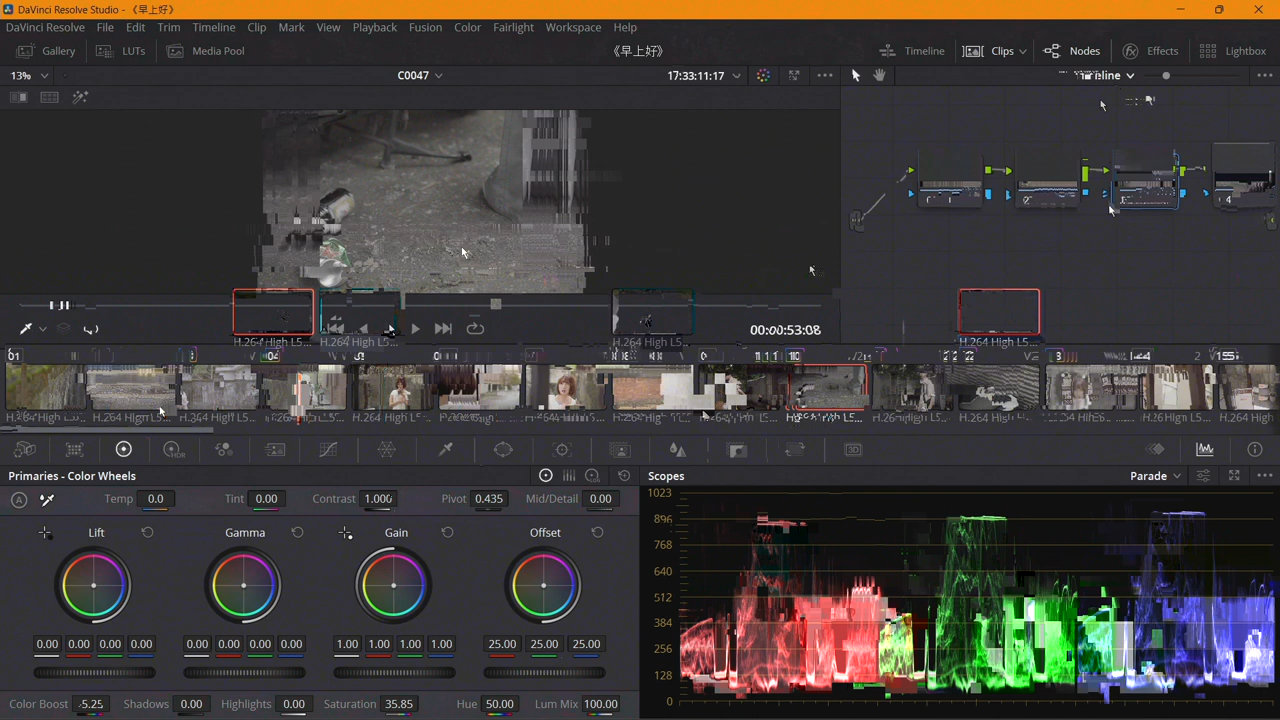 DaVinci Resolve Studio - 《早上好》
DaVinci Resolve File Edit Trim Timeline Clip Mark View Playback Fusion Color Fairlight Workspace Help
Gallery LUTs Media Pool 《早上好》 Timeline Clips Nodes Effects Lightbox
13% C0047 17:33:11:17
00:00:53:08
H.264 High L5... H.264 High L5... H.264 High L5... H.264 High L5...
Primaries - Color Wheels Scopes Parade
Temp 0.0 Tint 0.00 Contrast 1.000 Pivot 0.435 Mid/Detail 0.00
Lift Gamma Gain Offset
0.00 0.00 0.00 0.00 0.00 0.00 0.00 0.00 1.00 1.00 1.00 1.00 25.00 25.00 25.00
Color Boost -5.25 Shadows 0.00 Highlights 0.00 Saturation 35.85 Hue 50.00 Lum Mix 100.00
HDR
3D
1023
896
768
640
512
384
256
128
0